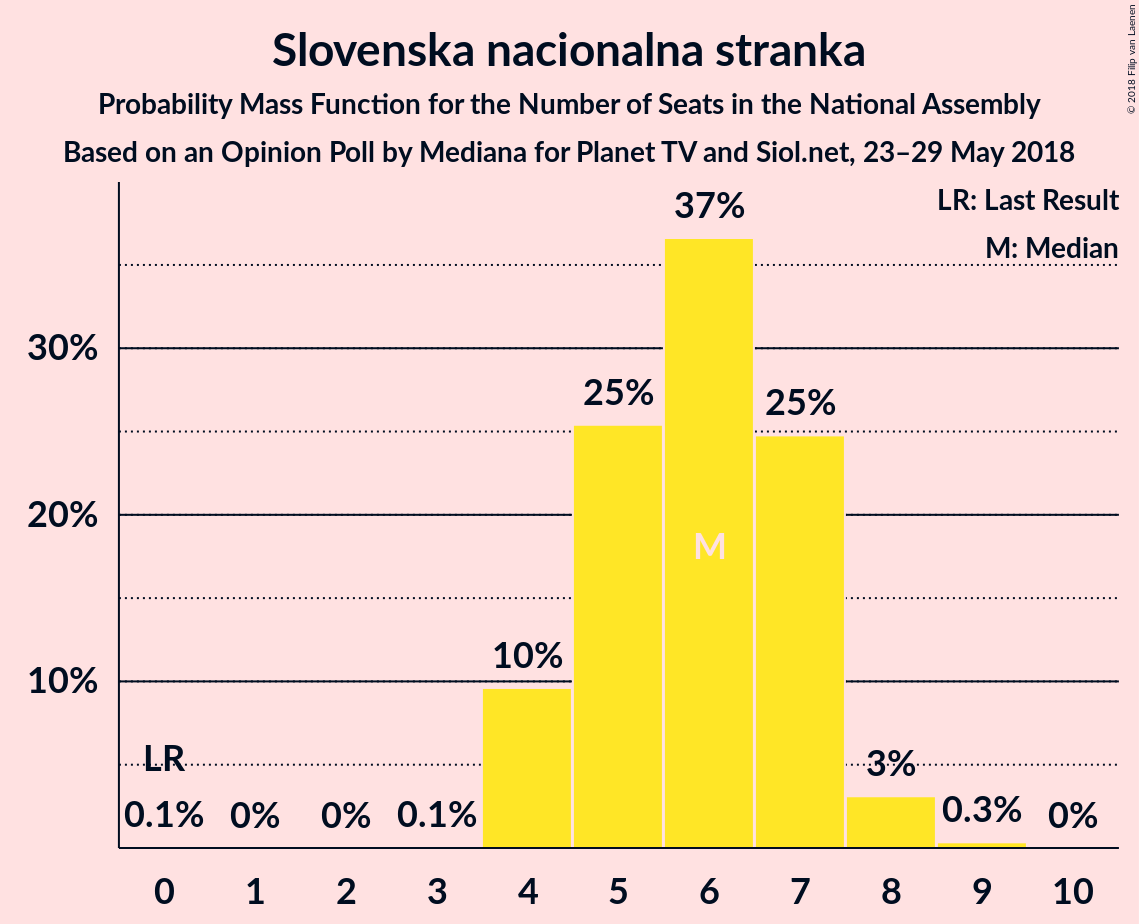 Slovenska nacionalna stranka
Probability Mass Function for the Number of Seats in the National Assembly
Based on an Opinion Poll by Mediana for Planet TV and Siol.net, 23–29 May 2018
© 2018 Filip van Laenen
LR: Last Result
M: Median
37%
30%
25%
25%
20%
M
10%
10%
LR
3%
0.1%
0%
0%
0.1%
0.3%
0%
0 1 2 3 4 5 6 7 8 9 10